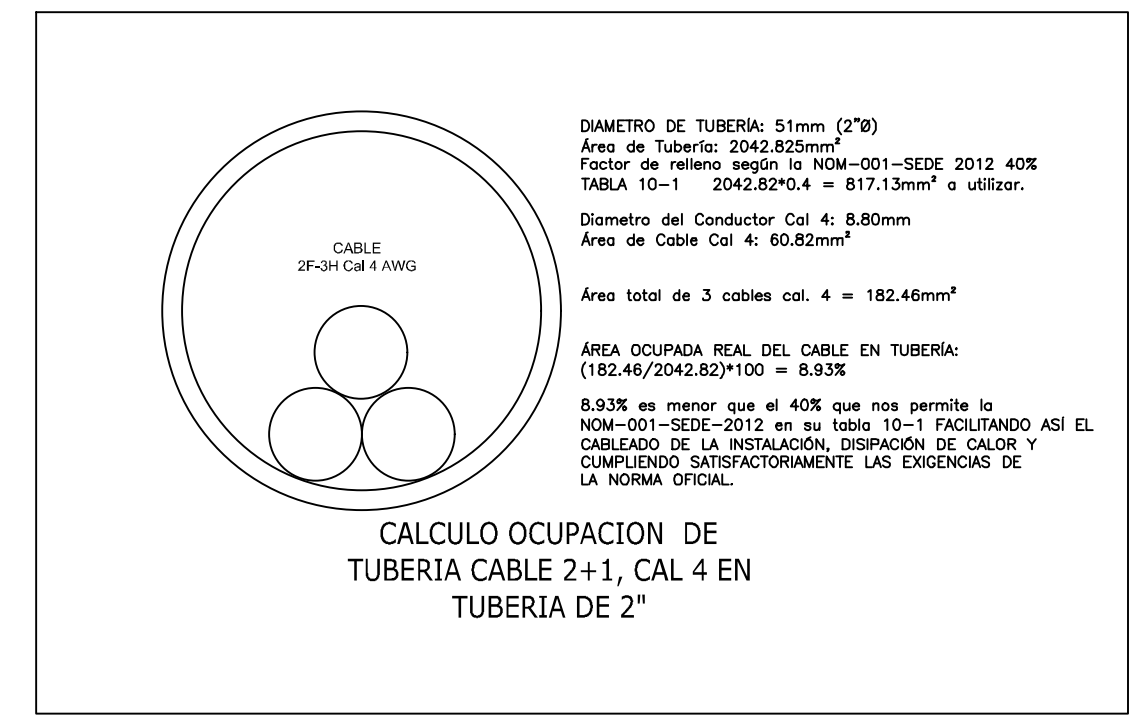 DIAMETRO DE TUBERÍA: 51mm (2"Ø)
Área de Tubería: 2042.825mm²
Factor de relleno según la NOM-001-SEDE 2012 40%
TABLA 10-1 2042.82*0.4 = 817.13mm² a utilizar.
Diametro del Conductor Cal 4: 8.80mm
Área de Cable Cal 4: 60.82mm²
CABLE
2F-3H Cal 4 AWG
Área total de 3 cables cal. 4 = 182.46mm²
ÁREA OCUPADA REAL DEL CABLE EN TUBERÍA:
(182.46/2042.82)*100 = 8.93%
8.93% es menor que el 40% que nos permite la
NOM-001-SEDE-2012 en su tabla 10-1 FACILITANDO ASÍ EL
CABLEADO DE LA INSTALACIÓN, DISIPACIÓN DE CALOR Y
CUMPLIENDO SATISFACTORIAMENTE LAS EXIGENCIAS DE
LA NORMA OFICIAL.
CALCULO OCUPACION DE
TUBERIA CABLE 2+1, CAL 4 EN
TUBERIA DE 2"